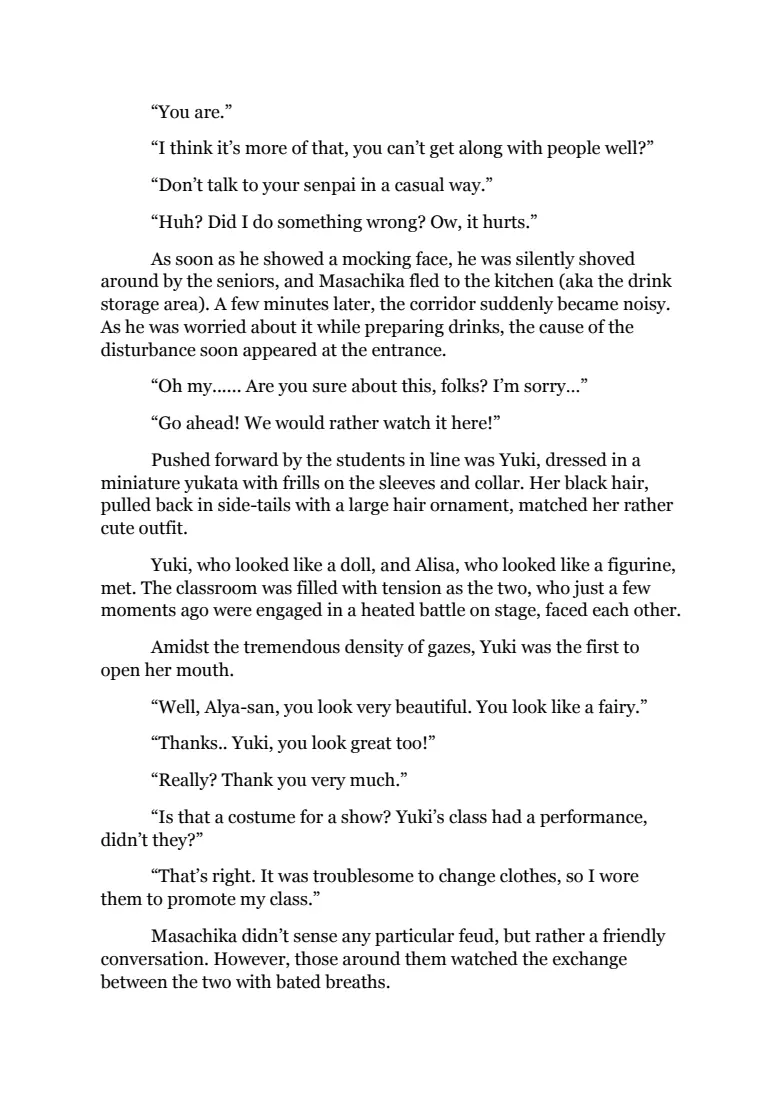 “You are.”
“I think it’s more of that, you can’t get along with people well?”
“Don’t talk to your senpai in a casual way.”
“Huh? Did I do something wrong? Ow, it hurts.”
As soon as he showed a mocking face, he was silently shoved
around by the seniors, and Masachika fled to the kitchen (aka the drink
storage area). A few minutes later, the corridor suddenly became noisy.
As he was worried about it while preparing drinks, the cause of the
disturbance soon appeared at the entrance.
“Oh my...... Are you sure about this, folks? I’m sorry...”
“Go ahead! We would rather watch it here!”
Pushed forward by the students in line was Yuki, dressed in a
miniature yukata with frills on the sleeves and collar. Her black hair,
pulled back in side-tails with a large hair ornament, matched her rather
cute outfit.
Yuki, who looked like a doll, and Alisa, who looked like a figurine,
met. The classroom was filled with tension as the two, who just a few
moments ago were engaged in a heated battle on stage, faced each other.
Amidst the tremendous density of gazes, Yuki was the first to
open her mouth.
“Well, Alya-san, you look very beautiful. You look like a fairy.”
“Thanks.. Yuki, you look great too!”
“Really? Thank you very much.”
“Is that a costume for a show? Yuki’s class had a performance,
didn’t they?”
“That’s right. It was troublesome to change clothes, so I wore
them to promote my class.”
Masachika didn’t sense any particular feud, but rather a friendly
conversation. However, those around them watched the exchange
between the two with bated breaths.